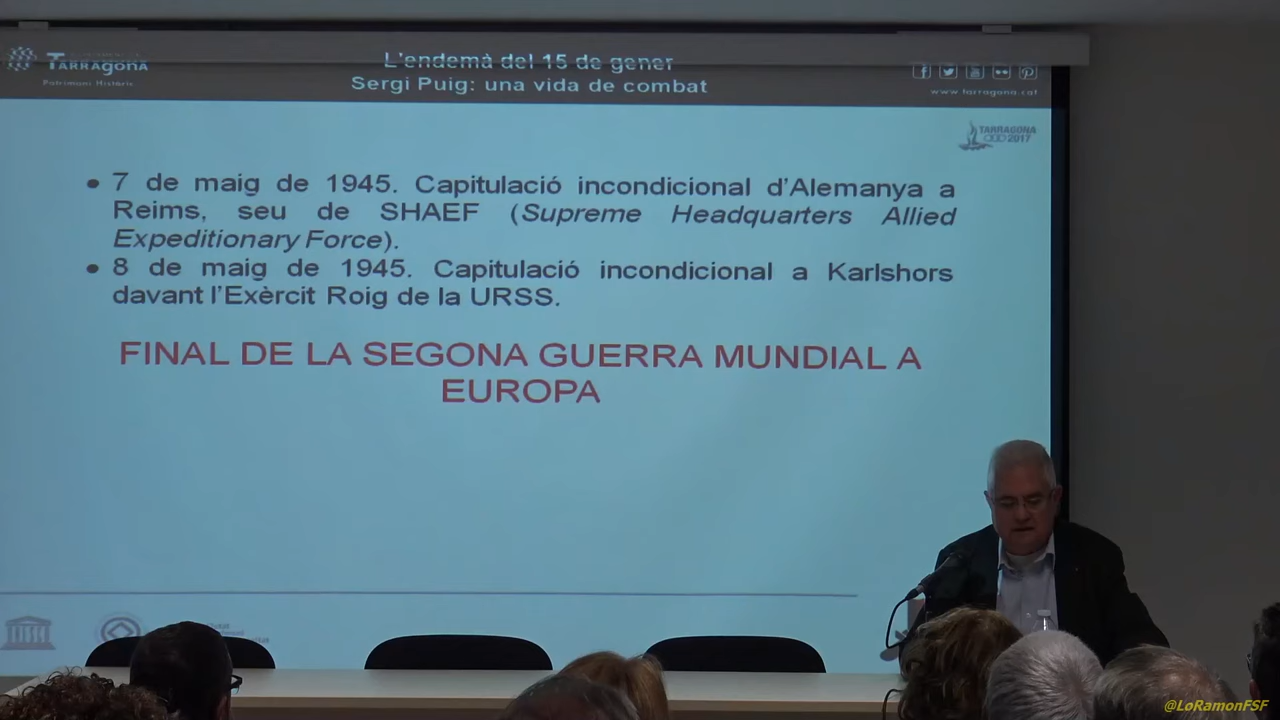 TARRAGONA
Patrimoni Històric
L'endemà del 15 de gener
Sergi Puig: una vida de combat
www.tarragona.cat
TARRAGONA
2017
• 7 de maig de 1945. Capitulació incondicional d'Alemanya a
Reims, seu de SHAEF (Supreme Headquarters Allied
Expeditionary Force).
• 8 de maig de 1945. Capitulació incondicional a Karlshors
davant l'Exèrcit Roig de la URSS.
FINAL DE LA SEGONA GUERRA MUNDIAL A
EUROPA
@LoRamonFSF